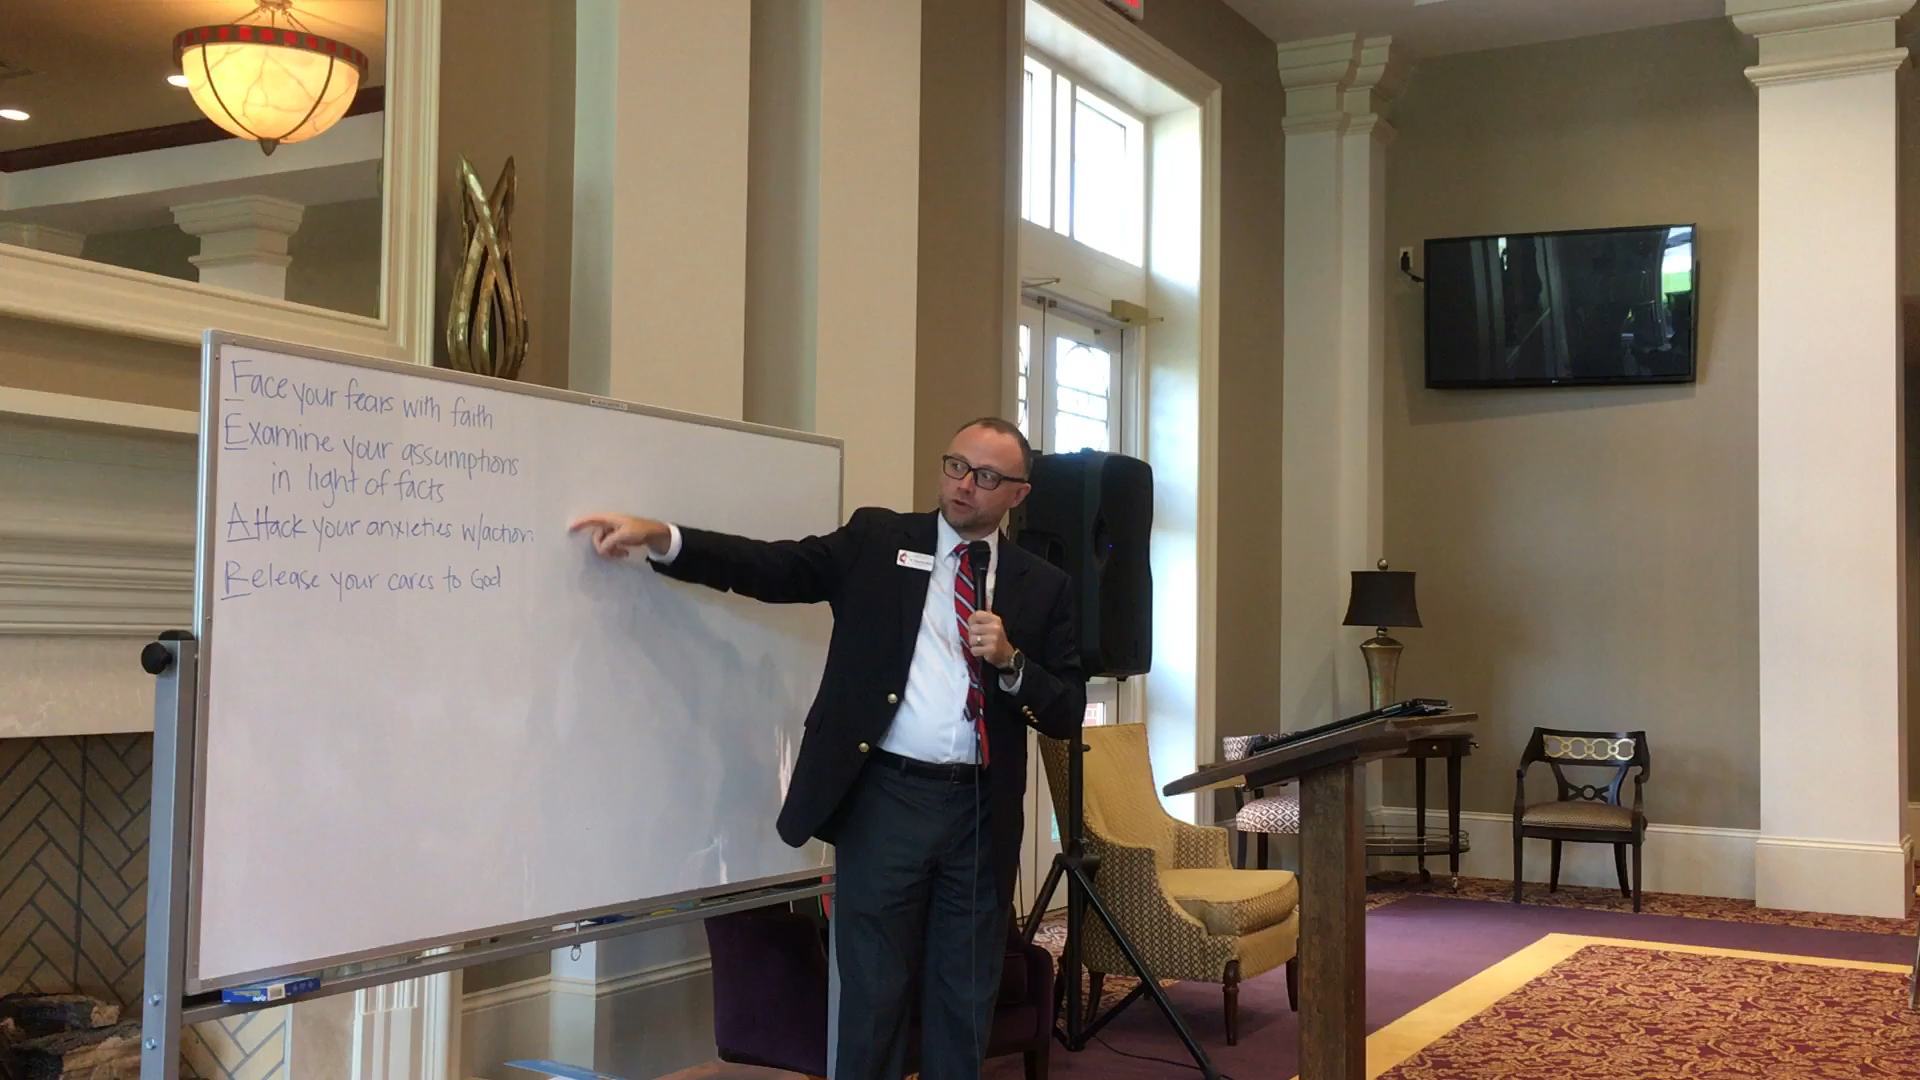 Face your fears with faith
Examine your assumptions
in light of facts
Attack your anxieties w/action
Release your cares to God